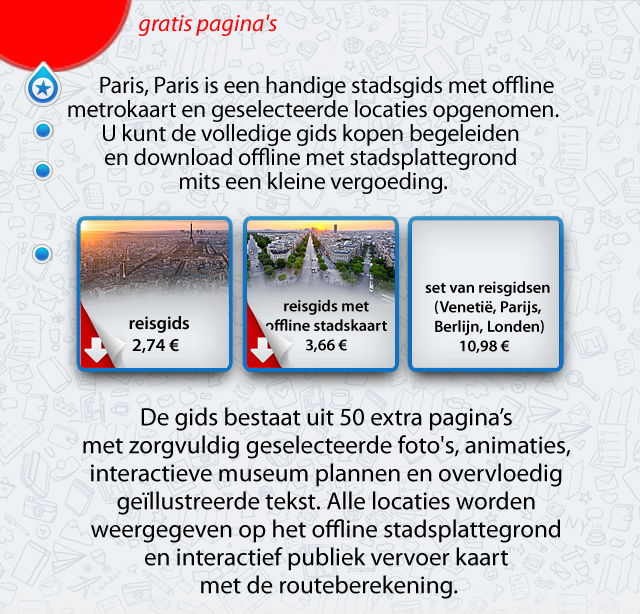 gratis pagina's
Paris, Paris is een handige stadsgids met offline
metrokaart en geselecteerde locaties opgenomen.
U kunt de volledige gids kopen begeleiden
en download offline met stadsplattegrond
mits een kleine vergoeding.
reisgids
2,74 €
reisgids met
offline stadskaart
3,66 €
set van reisgidsen
(Venetië, Parijs,
Berlijn, Londen)
10,98 €
De gids bestaat uit 50 extra pagina’s
met zorgvuldig geselecteerde foto's, animaties,
interactieve museum plannen en overvloedig
geïllustreerde tekst. Alle locaties worden
weergegeven op het offline stadsplattegrond
en interactief publiek vervoer kaart
met de routeberekening.